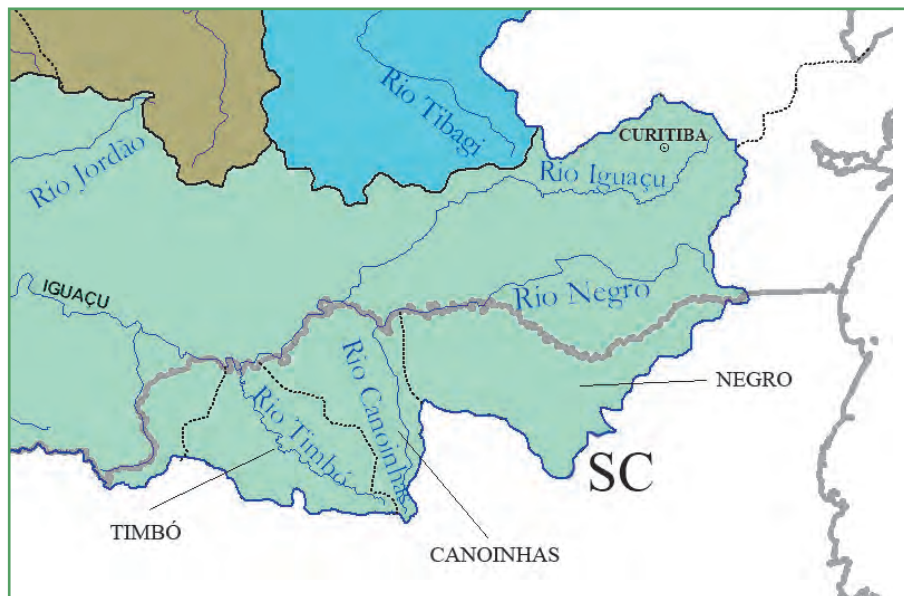 Rio Tibagi
CURITIBA
Rio Jordão
Rio Iguaçu
IGUAÇU
Rio Negro
NEGRO
Rio Canoinhas
Rio Timbó
SC
TIMBÓ
CANOINHAS